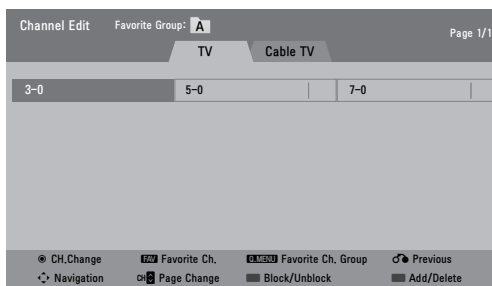 Channel Edit Favorite Group: A Page 1/1
TV Cable TV
3-0 5-0 7-0
CH.Change FAV Favorite Ch. Q.MENU Favorite Ch. Group Previous
Navigation CH Page Change Block/Unblock Add/Delete